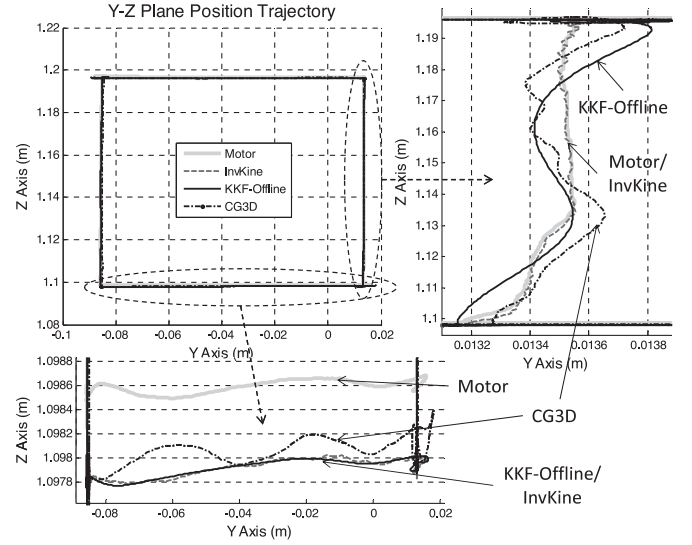 Y-Z Plane Position Trajectory
Z Axis (m)
1.22
1.2
1.18
1.16
1.14
1.12
1.1
1.08
-0.1
-0.08
-0.06
-0.04
-0.02
0
0.02
Y Axis (m)
Motor
InvKine
KKF-Offline
CG3D
Z Axis (m)
1.19
1.18
1.17
1.16
1.15
1.14
1.13
1.12
1.11
1.1
0.0132
0.0134
0.0136
0.0138
Y Axis (m)
KKF-Offline
Motor/
InvKine
Z Axis (m)
1.0988
1.0986
1.0984
1.0982
1.098
1.0978
-0.08
-0.06
-0.04
-0.02
0
0.02
Y Axis (m)
Motor
CG3D
KKF-Offline/
InvKine